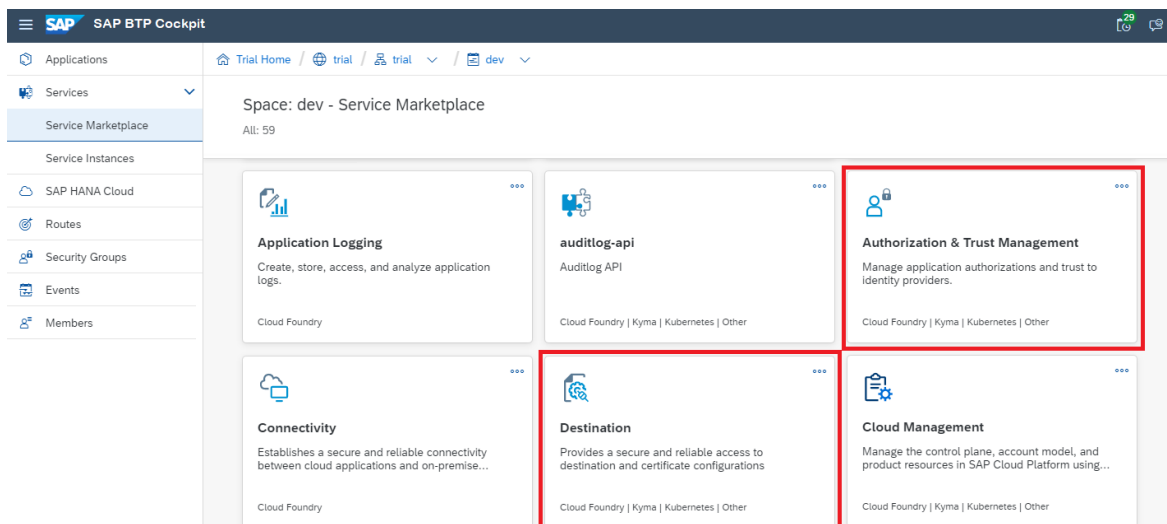 SAP SAP BTP Cockpit
29
Applications
Services
Service Marketplace
Service Instances
SAP HANA Cloud
Routes
Security Groups
Events
Members
Trial Home / trial / trial / dev
Space: dev - Service Marketplace
All: 59
Application Logging
Create, store, access, and analyze application
logs.
Cloud Foundry
auditlog-api
Auditlog API
Cloud Foundry | Kyma | Kubernetes | Other
Authorization & Trust Management
Manage application authorizations and trust to
identity providers.
Cloud Foundry | Kyma | Kubernetes | Other
Connectivity
Establishes a secure and reliable connectivity
between cloud applications and on-premise...
Cloud Foundry
Destination
Provides a secure and reliable access to
destination and certificate configurations
Cloud Foundry | Kyma | Kubernetes | Other
Cloud Management
Manage the control plane, account model, and
product resources in SAP Cloud Platform using...
Cloud Foundry | Kyma | Kubernetes | Other